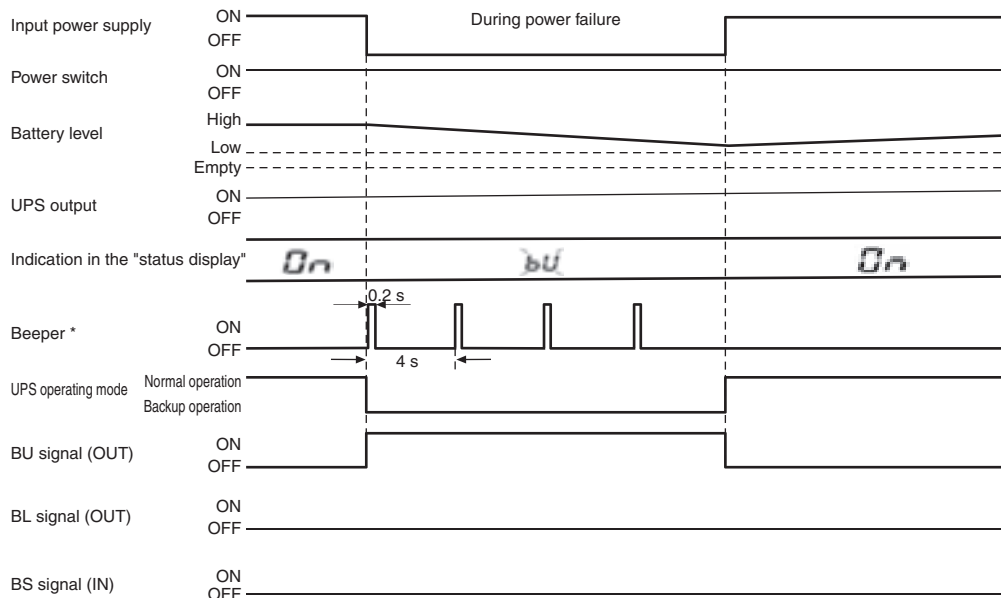 Input power supply ON During power failure
OFF
Power switch ON
OFF
Battery level High
Low
Empty
UPS output ON
OFF
Indication in the "status display" On bU On
0.2 s
Beeper * ON
OFF
4 s
UPS operating mode Normal operation
Backup operation
BU signal (OUT) ON
OFF
BL signal (OUT) ON
OFF
BS signal (IN) ON
OFF